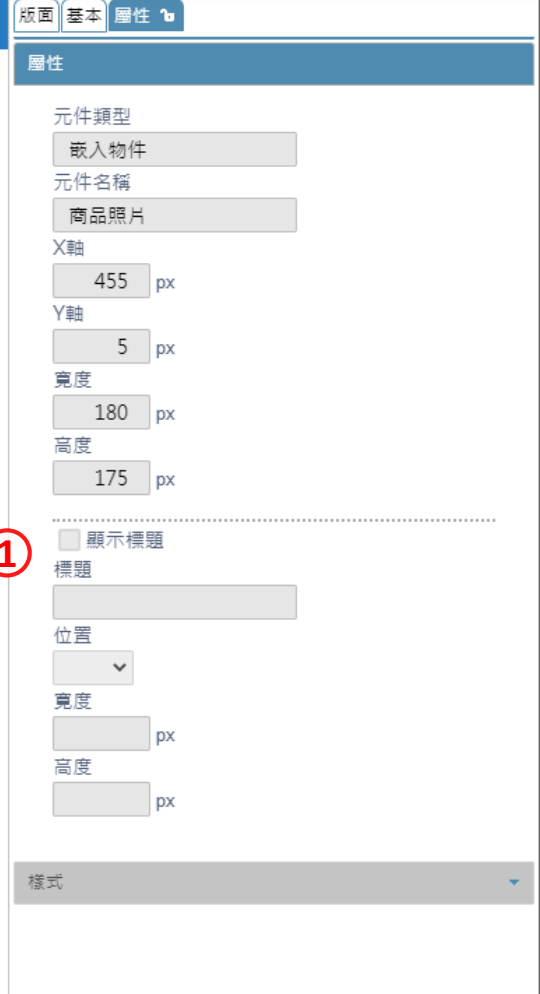 版面 基本 屬性
屬性
元件類型
嵌入物件
元件名稱
商品照片
X軸
455 px
Y軸
5 px
寬度
180 px
高度
175 px
① 顯示標題
標題
位置
寬度
px
高度
px
樣式